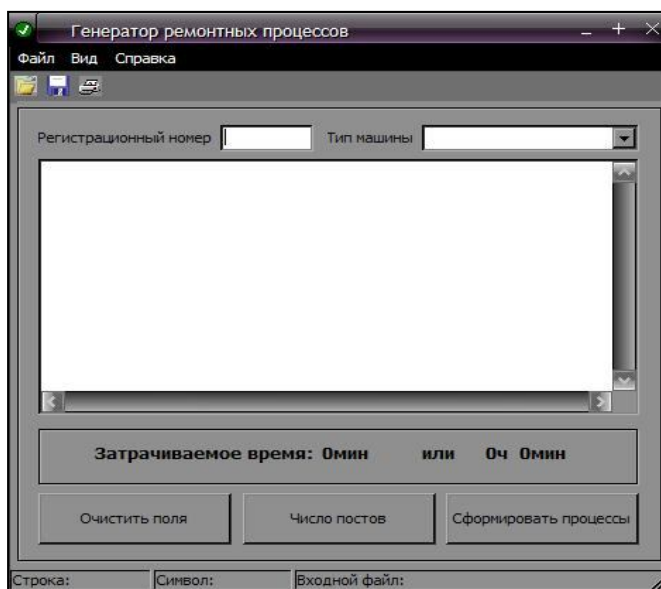 Генератор ремонтных процессов
Файл Вид Справка
Регистрационный номер Тип машины
Затрачиваемое время: 0мин или 0ч 0мин
Очистить поля Число постов Сформировать процессы
Строка: Символ: Входной файл: